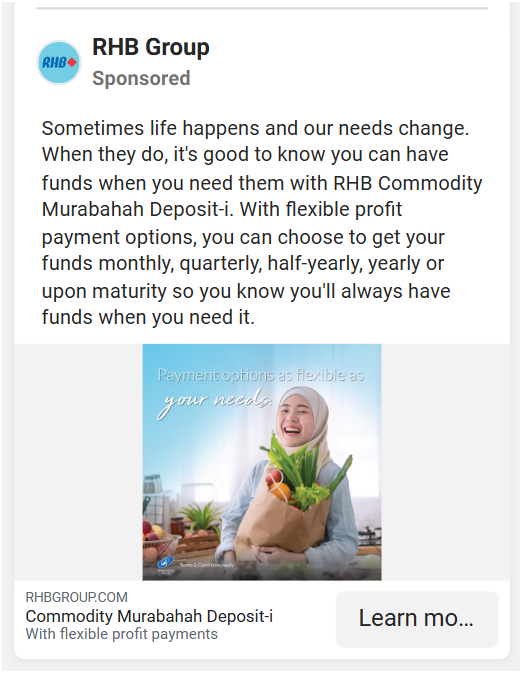 RHB Group
RHB
Sponsored
Sometimes life happens and our needs change.
When they do, it's good to know you can have
funds when you need them with RHB Commodity
Murabahah Deposit-i. With flexible profit
payment options, you can choose to get your
funds monthly, quarterly, half-yearly, yearly or
upon maturity so you know you'll always have
funds when you need it.
Payment options as flexible as
your needs.
Terms & Conditions apply.
RHBGROUP.COM
Commodity Murabahah Deposit-i
With flexible profit payments
Learn mo...